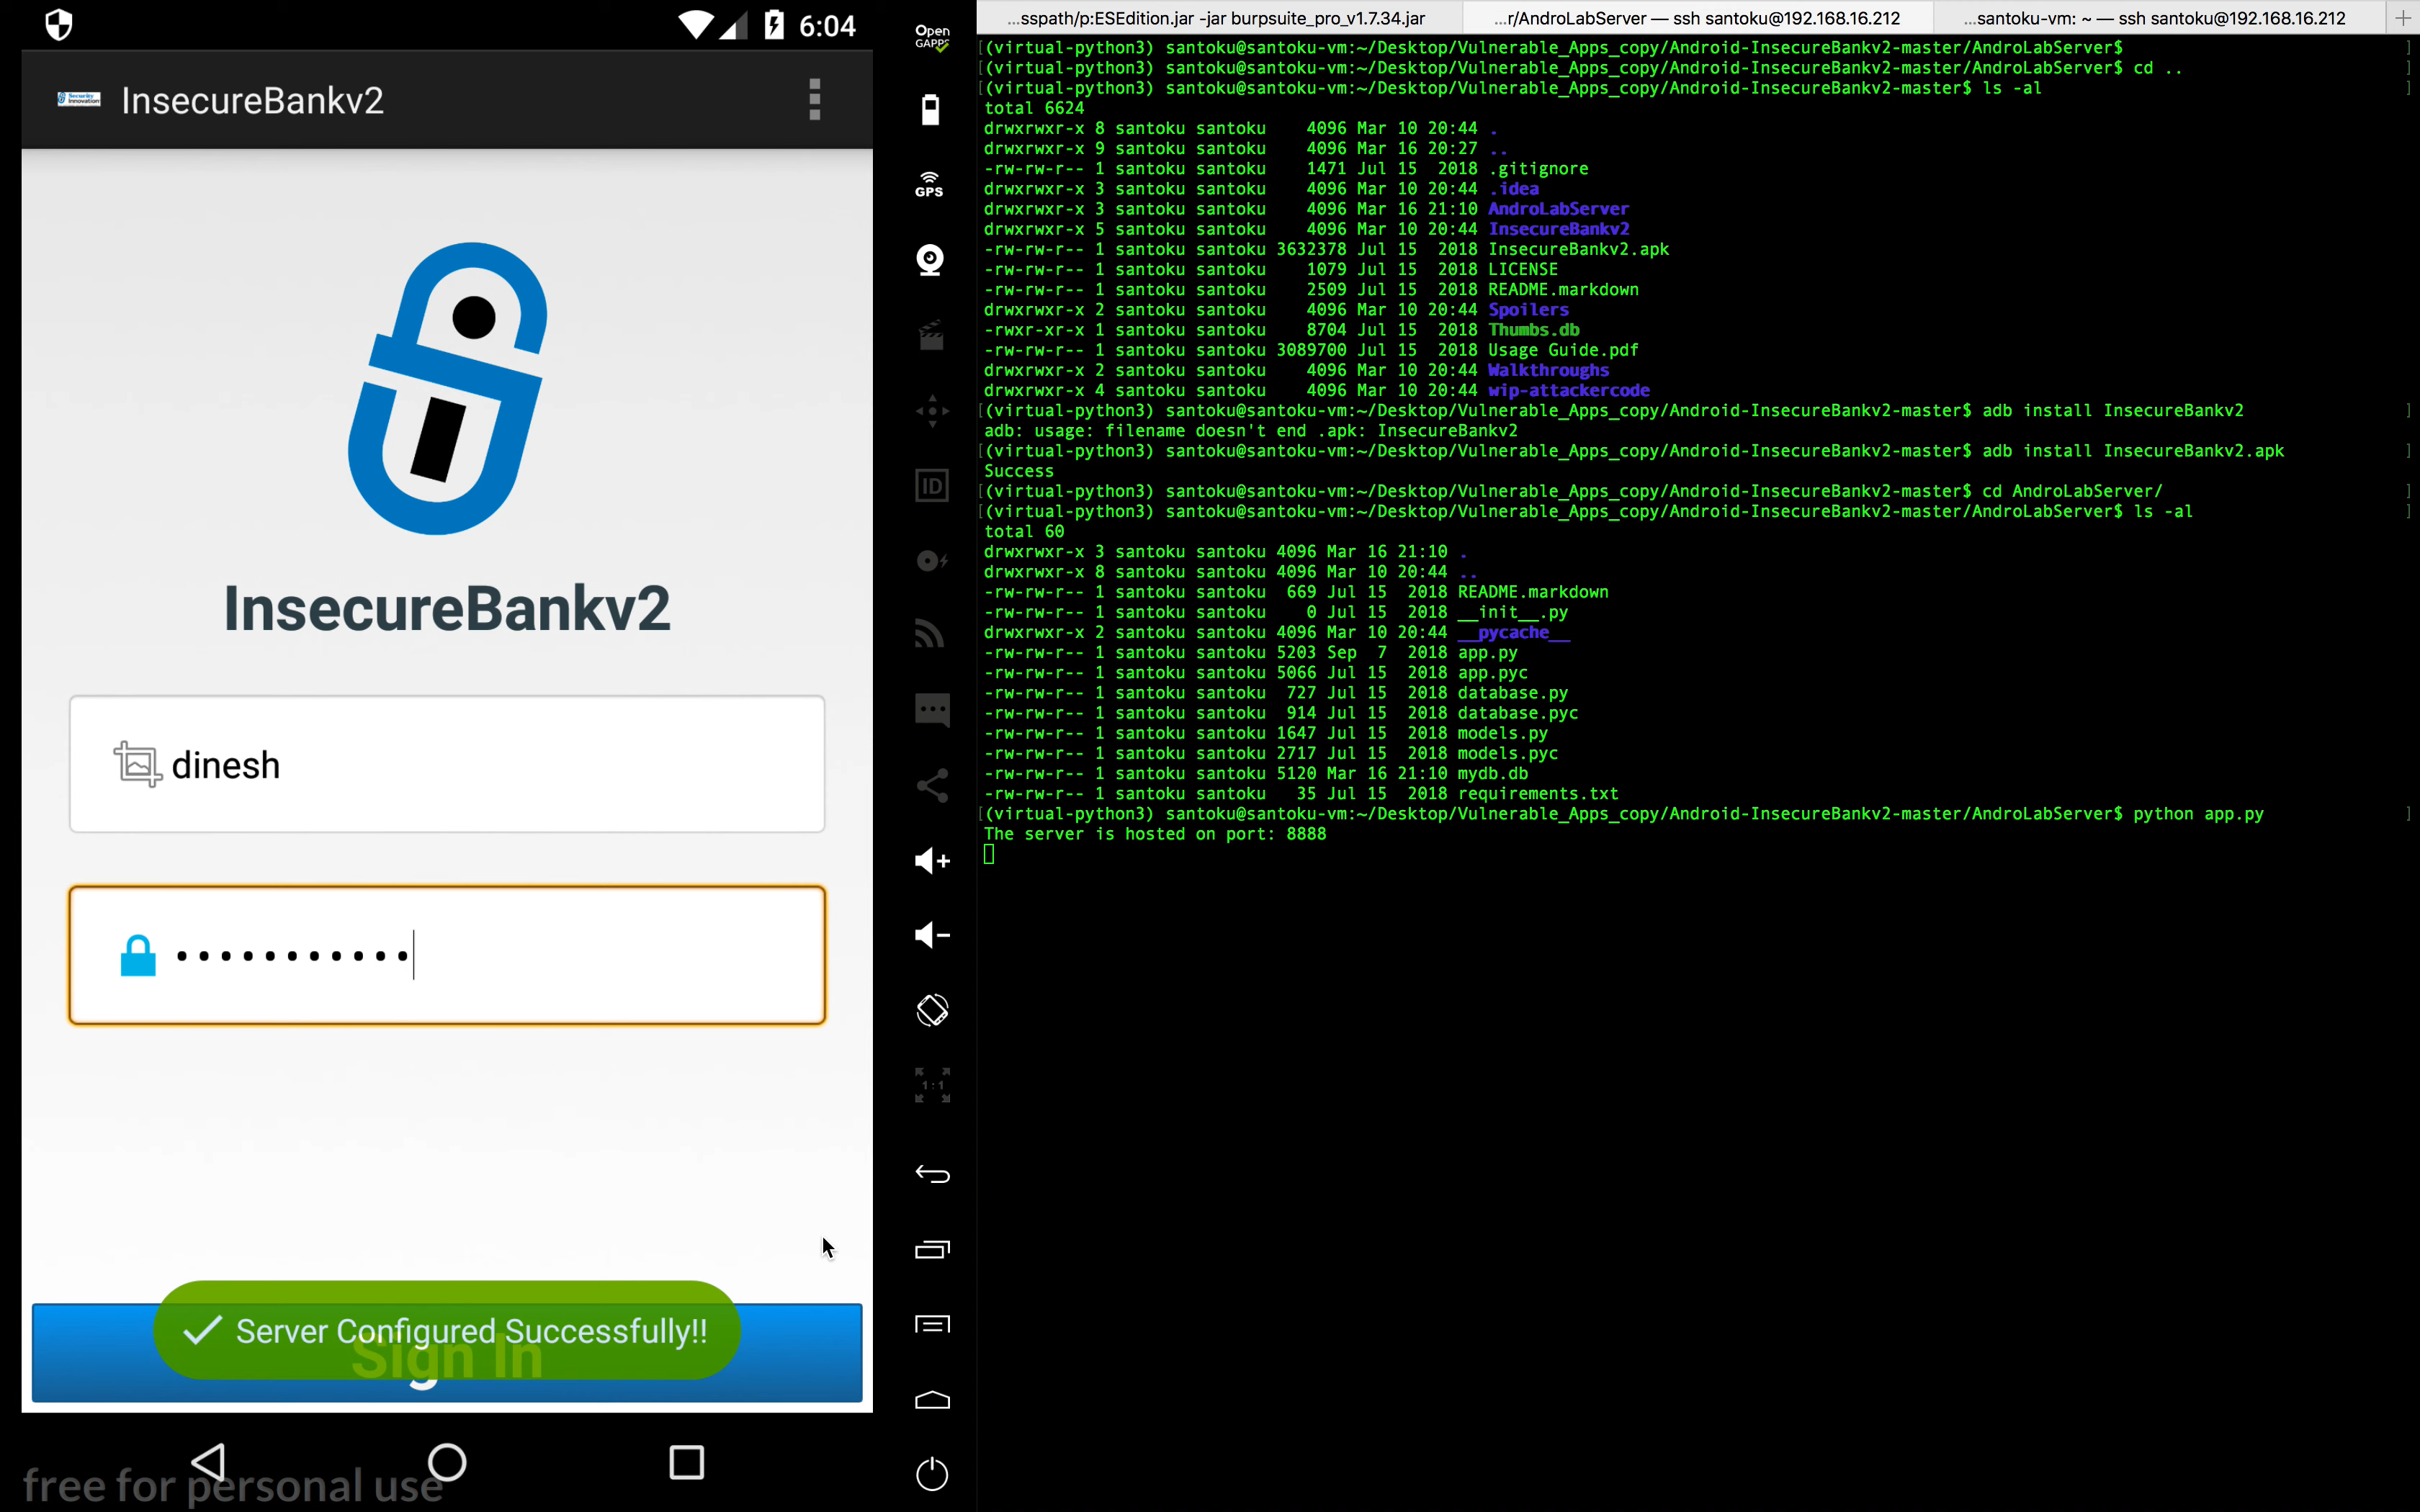 6:04
Security Innovation
InsecureBankv2
InsecureBankv2
dinesh
Server Configured Successfully!!
Sign In
free for personal use
Open
GAPPS
GPS
ID
1:1
...sspath/p:ESEdition.jar -jar burpsuite_pro_v1.7.34.jar
...r/AndroLabServer — ssh santoku@192.168.16.212
...santoku-vm: ~ — ssh santoku@192.168.16.212
[(virtual-python3) santoku@santoku-vm:~/Desktop/Vulnerable_Apps_copy/Android-InsecureBankv2-master/AndroLabServer$ ]
[(virtual-python3) santoku@santoku-vm:~/Desktop/Vulnerable_Apps_copy/Android-InsecureBankv2-master/AndroLabServer$ cd .. ]
[(virtual-python3) santoku@santoku-vm:~/Desktop/Vulnerable_Apps_copy/Android-InsecureBankv2-master$ ls -al ]
total 6624
drwxrwxr-x 8 santoku santoku    4096 Mar 10 20:44 .
drwxrwxr-x 9 santoku santoku    4096 Mar 16 20:27 ..
-rw-rw-r-- 1 santoku santoku    1471 Jul 15  2018 .gitignore
drwxrwxr-x 3 santoku santoku    4096 Mar 10 20:44 .idea
drwxrwxr-x 3 santoku santoku    4096 Mar 16 21:10 AndroLabServer
drwxrwxr-x 5 santoku santoku    4096 Mar 10 20:44 InsecureBankv2
-rw-rw-r-- 1 santoku santoku 3632378 Jul 15  2018 InsecureBankv2.apk
-rw-rw-r-- 1 santoku santoku    1079 Jul 15  2018 LICENSE
-rw-rw-r-- 1 santoku santoku    2509 Jul 15  2018 README.markdown
drwxrwxr-x 2 santoku santoku    4096 Mar 10 20:44 Spoilers
-rwxr-xr-x 1 santoku santoku    8704 Jul 15  2018 Thumbs.db
-rw-rw-r-- 1 santoku santoku 3089700 Jul 15  2018 Usage Guide.pdf
drwxrwxr-x 2 santoku santoku    4096 Mar 10 20:44 Walkthroughs
drwxrwxr-x 4 santoku santoku    4096 Mar 10 20:44 wip-attackercode
[(virtual-python3) santoku@santoku-vm:~/Desktop/Vulnerable_Apps_copy/Android-InsecureBankv2-master$ adb install InsecureBankv2 ]
adb: usage: filename doesn't end .apk: InsecureBankv2
[(virtual-python3) santoku@santoku-vm:~/Desktop/Vulnerable_Apps_copy/Android-InsecureBankv2-master$ adb install InsecureBankv2.apk ]
Success
[(virtual-python3) santoku@santoku-vm:~/Desktop/Vulnerable_Apps_copy/Android-InsecureBankv2-master$ cd AndroLabServer/ ]
[(virtual-python3) santoku@santoku-vm:~/Desktop/Vulnerable_Apps_copy/Android-InsecureBankv2-master/AndroLabServer$ ls -al ]
total 60
drwxrwxr-x 3 santoku santoku 4096 Mar 16 21:10 .
drwxrwxr-x 8 santoku santoku 4096 Mar 10 20:44 ..
-rw-rw-r-- 1 santoku santoku  669 Jul 15  2018 README.markdown
-rw-rw-r-- 1 santoku santoku    0 Jul 15  2018 __init__.py
drwxrwxr-x 2 santoku santoku 4096 Mar 10 20:44 __pycache__
-rw-rw-r-- 1 santoku santoku 5203 Sep  7  2018 app.py
-rw-rw-r-- 1 santoku santoku 5066 Jul 15  2018 app.pyc
-rw-rw-r-- 1 santoku santoku  727 Jul 15  2018 database.py
-rw-rw-r-- 1 santoku santoku  914 Jul 15  2018 database.pyc
-rw-rw-r-- 1 santoku santoku 1647 Jul 15  2018 models.py
-rw-rw-r-- 1 santoku santoku 2717 Jul 15  2018 models.pyc
-rw-rw-r-- 1 santoku santoku 5120 Mar 16 21:10 mydb.db
-rw-rw-r-- 1 santoku santoku   35 Jul 15  2018 requirements.txt
[(virtual-python3) santoku@santoku-vm:~/Desktop/Vulnerable_Apps_copy/Android-InsecureBankv2-master/AndroLabServer$ python app.py ]
The server is hosted on port: 8888